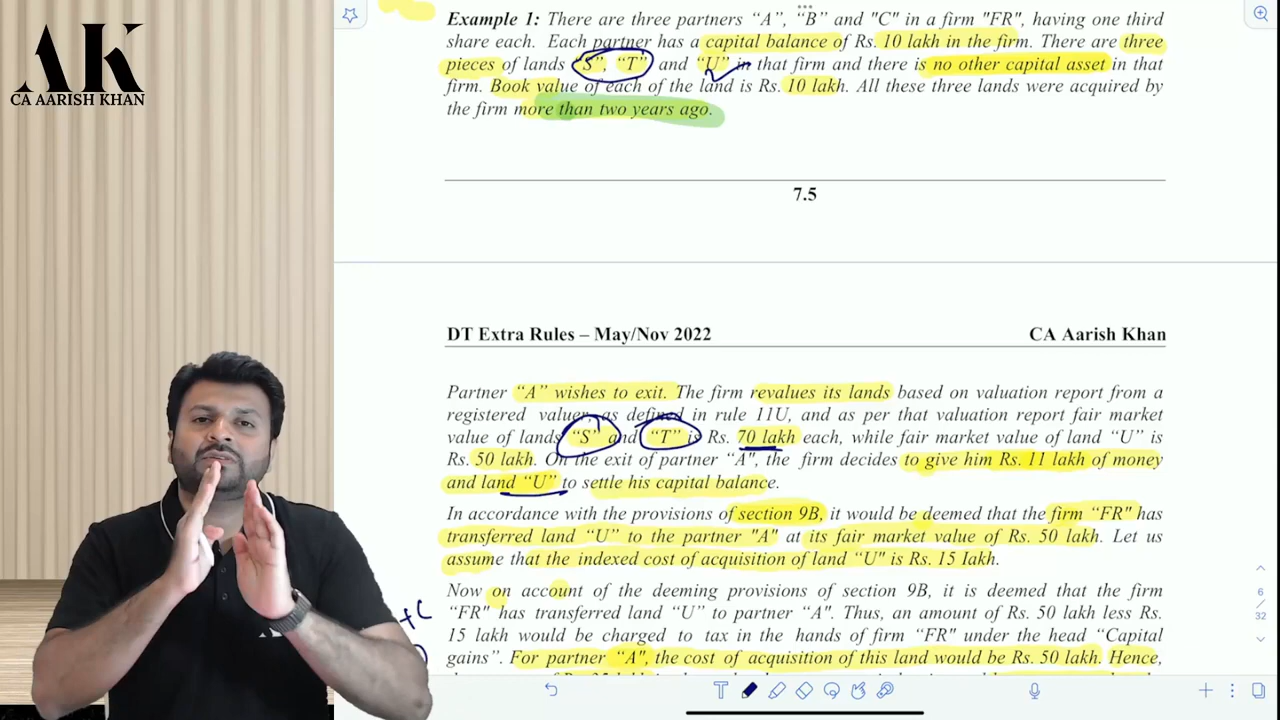 AK
CA AARISH KHAN
Example 1: There are three partners “A”, “B” and "C" in a firm "FR", having one third
share each. Each partner has a capital balance of Rs. 10 lakh in the firm. There are three
pieces of lands “S”, “T” and “U” in that firm and there is no other capital asset in that
firm. Book value of each of the land is Rs. 10 lakh. All these three lands were acquired by
the firm more than two years ago.
7.5
DT Extra Rules – May/Nov 2022 CA Aarish Khan
Partner “A” wishes to exit. The firm revalues its lands based on valuation report from a
registered valuer as defined in rule 11U, and as per that valuation report fair market
value of lands “S” and “T” is Rs. 70 lakh each, while fair market value of land “U” is
Rs. 50 lakh. On the exit of partner “A", the firm decides to give him Rs. 11 lakh of money
and land “U” to settle his capital balance.
In accordance with the provisions of section 9B, it would be deemed that the firm “FR" has
transferred land “U” to the partner "A” at its fair market value of Rs. 50 lakh. Let us
assume that the indexed cost of acquisition of land “U" is Rs. 15 lakh.
Now on account of the deeming provisions of section 9B, it is deemed that the firm
“FR" has transferred land “U” to partner “A". Thus, an amount of Rs. 50 lakh less Rs.
15 lakh would be charged to tax in the hands of firm “FR" under the head “Capital
gains”. For partner “A", the cost of acquisition of this land would be Rs. 50 lakh. Hence,
6
32